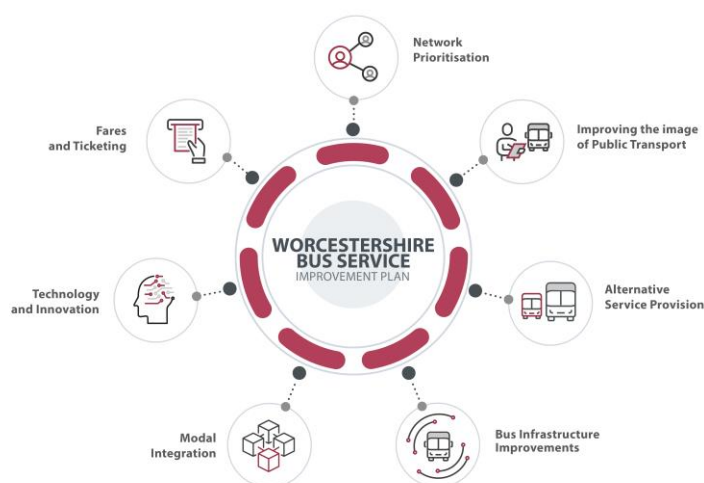 Network
Prioritisation
Fares
and Ticketing
Improving the image
of Public Transport
WORCESTERSHIRE
BUS SERVICE
IMPROVEMENT PLAN
Technology
and Innovation
Alternative
Service Provision
Modal
Integration
Bus Infrastructure
Improvements